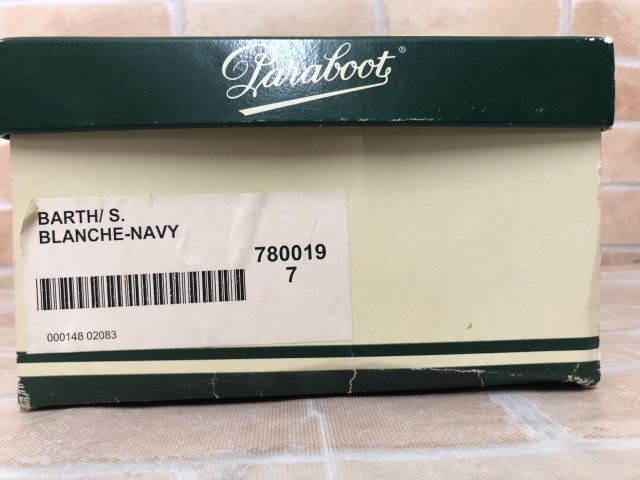 Paraboot®
BARTH/ S.
BLANCHE-NAVY
780019
7
000148 02083